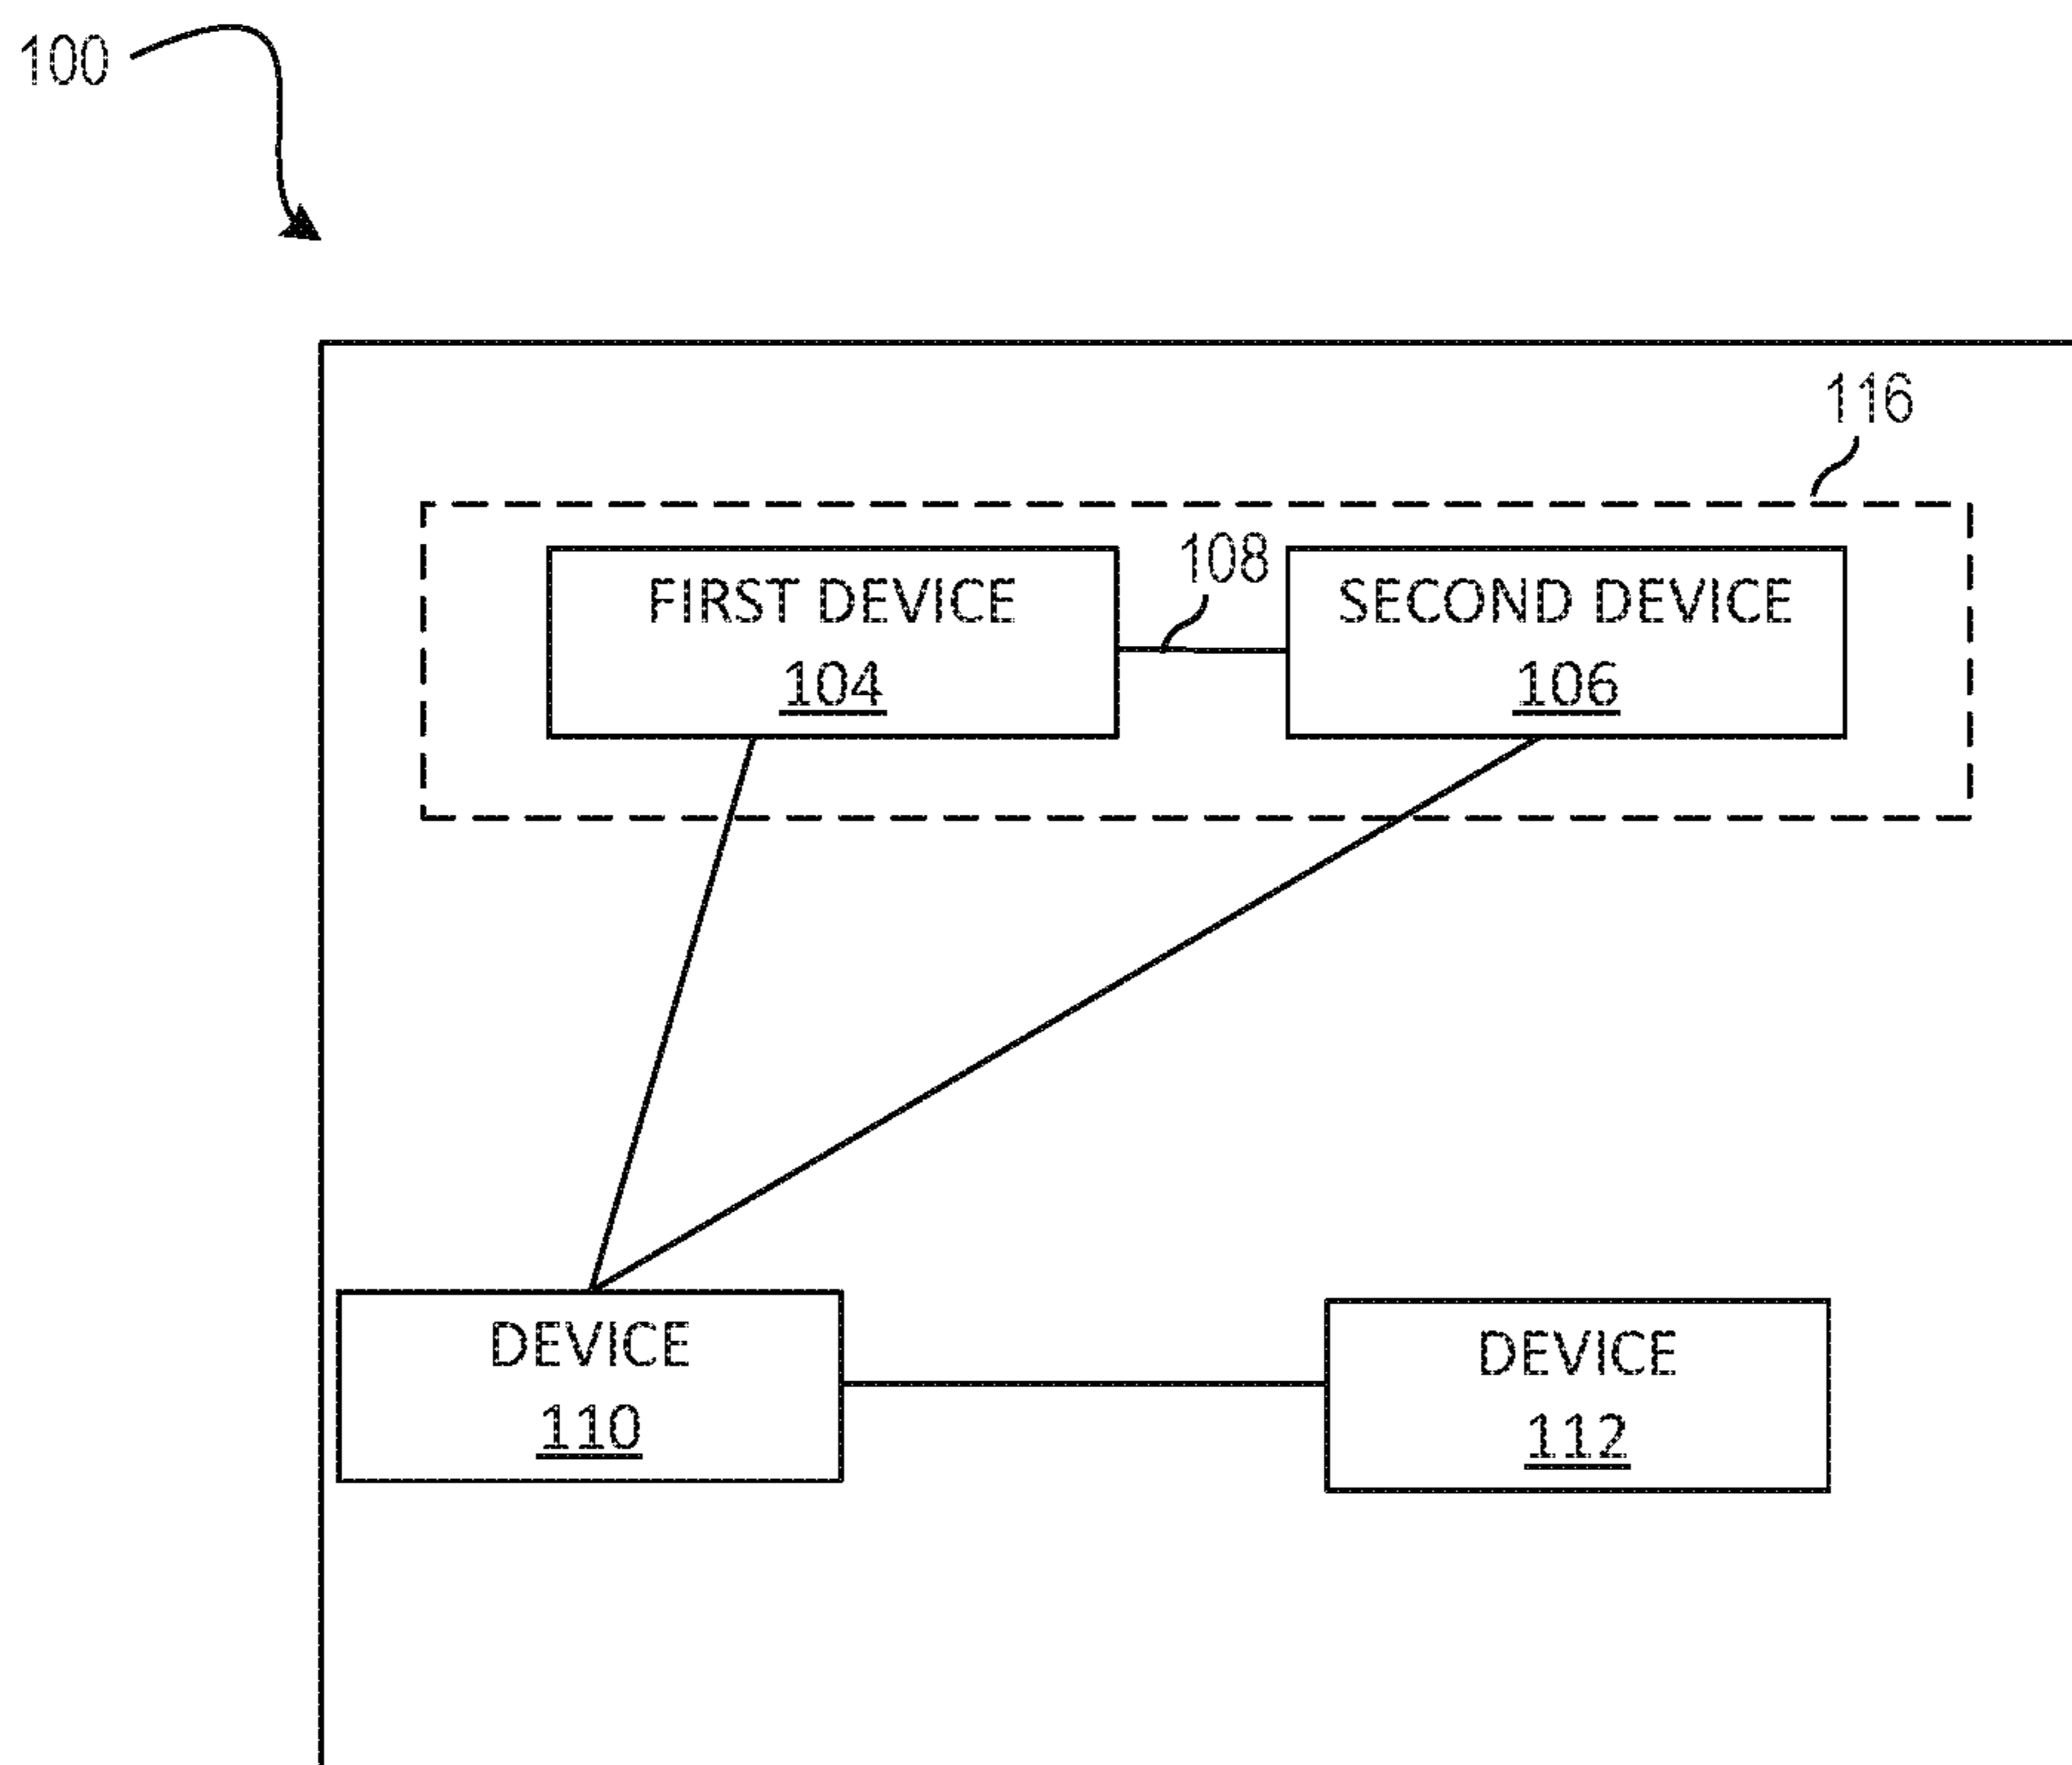 100
116
108
FIRST DEVICE
104
SECOND DEVICE
106
DEVICE
110
DEVICE
112